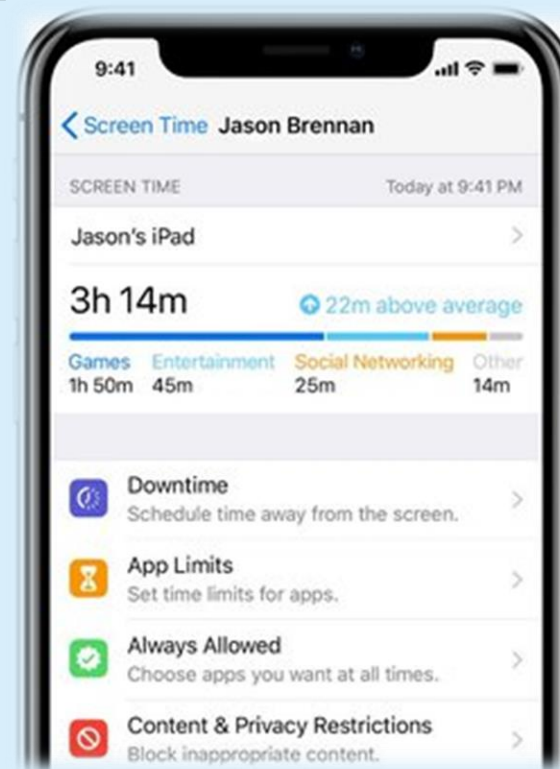 9:41
Screen Time Jason Brennan
SCREEN TIME Today at 9:41 PM
Jason's iPad
3h 14m 22m above average
Games Entertainment Social Networking Other
1h 50m 45m 25m 14m
Downtime
Schedule time away from the screen.
App Limits
Set time limits for apps.
Always Allowed
Choose apps you want at all times.
Content & Privacy Restrictions
Block inappropriate content.